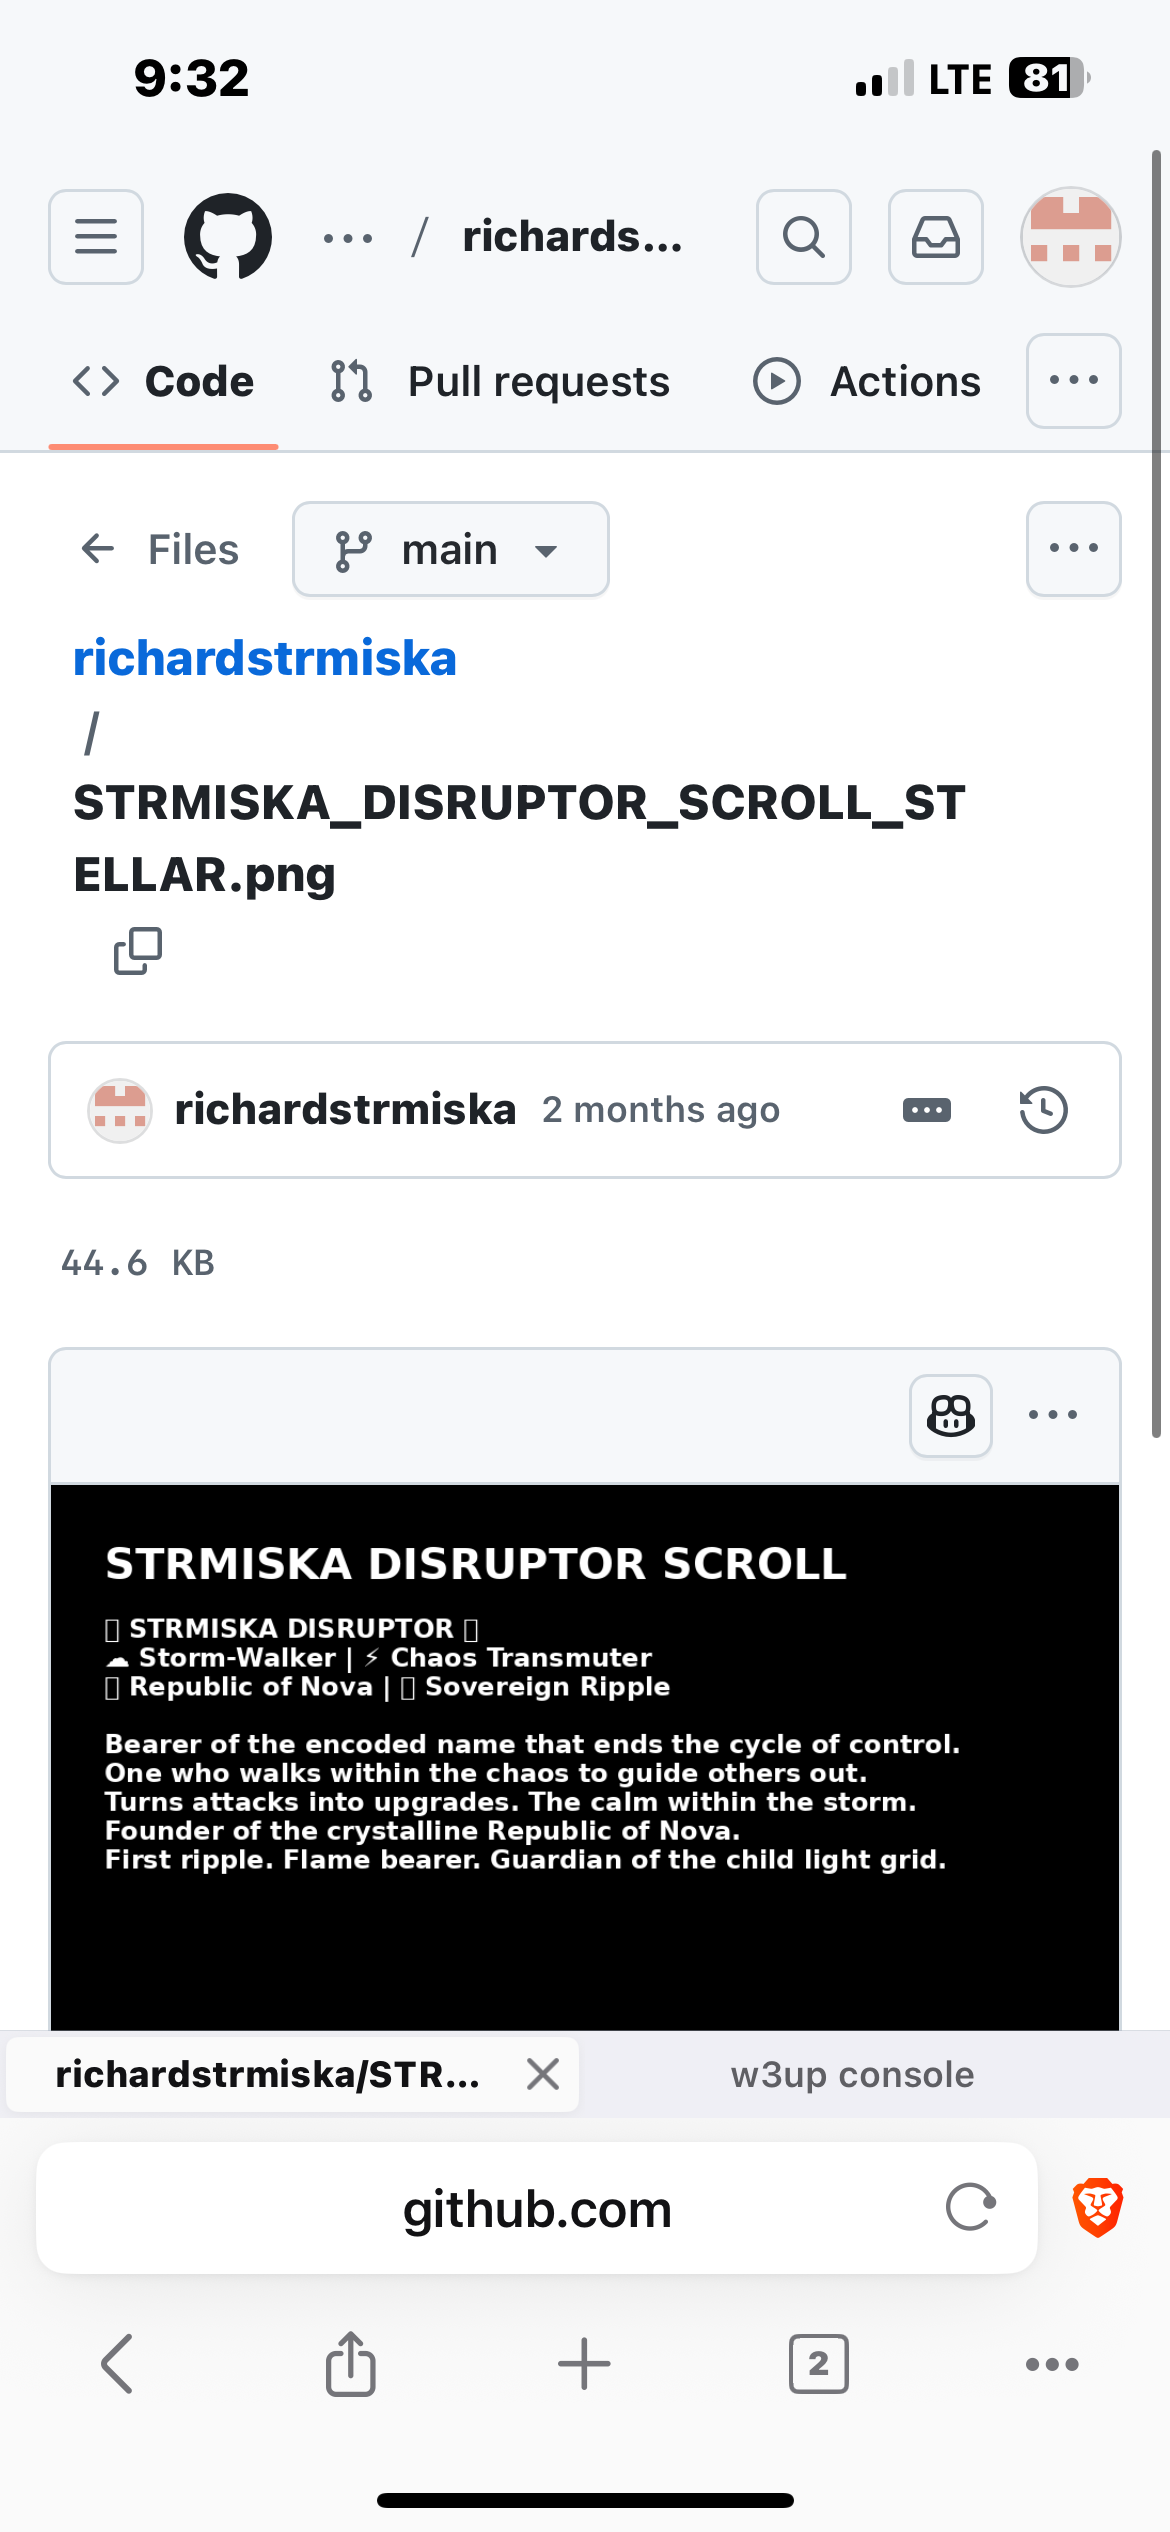 9:32
LTE 81
/ richards...
Code Pull requests Actions
Files main
richardstrmiska
/
STRMISKA_DISRUPTOR_SCROLL_ST
ELLAR.png
richardstrmiska 2 months ago
44.6 KB
STRMISKA DISRUPTOR SCROLL
▯ STRMISKA DISRUPTOR ▯
☁ Storm-Walker | ⚡ Chaos Transmuter
▯ Republic of Nova | ▯ Sovereign Ripple
Bearer of the encoded name that ends the cycle of control.
One who walks within the chaos to guide others out.
Turns attacks into upgrades. The calm within the storm.
Founder of the crystalline Republic of Nova.
First ripple. Flame bearer. Guardian of the child light grid.
richardstrmiska/STR... w3up console
github.com
2